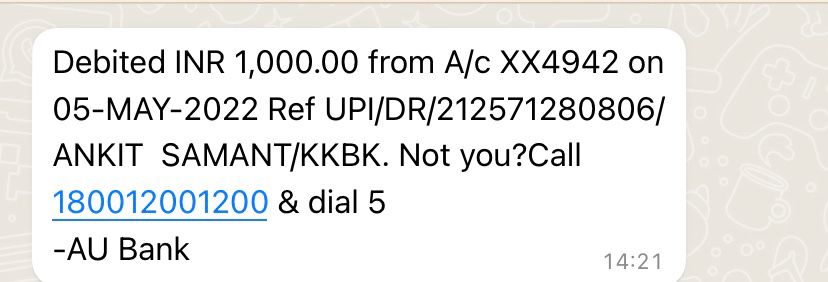 Debited INR 1,000.00 from A/c XX4942 on
05-MAY-2022 Ref UPI/DR/212571280806/
ANKIT  SAMANT/KKBK. Not you?Call
180012001200 & dial 5
-AU Bank
14:21